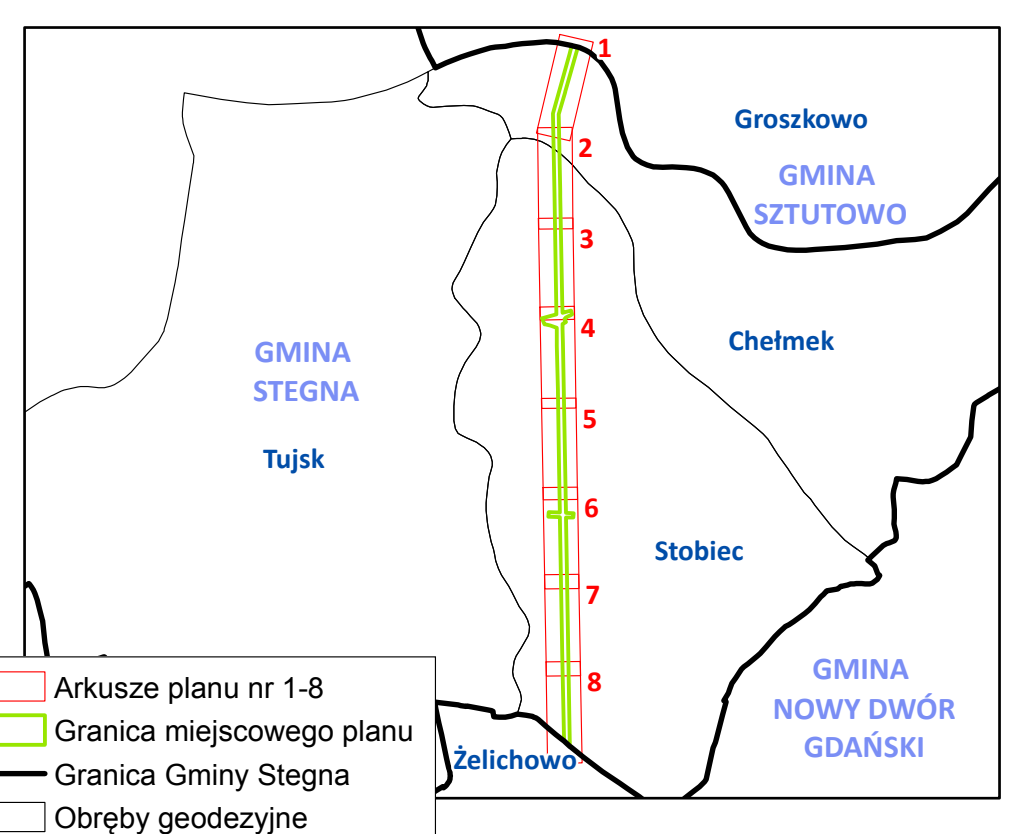 1
Groszkowo
2
GMINA
SZTUTOWO
3
4
Chełmek
GMINA
STEGNA
5
Tujsk
6
Stobiec
7
8
GMINA
NOWY DWÓR
GDAŃSKI
Żelichowo
Arkusze planu nr 1-8
Granica miejscowego planu
Granica Gminy Stegna
Obręby geodezyjne